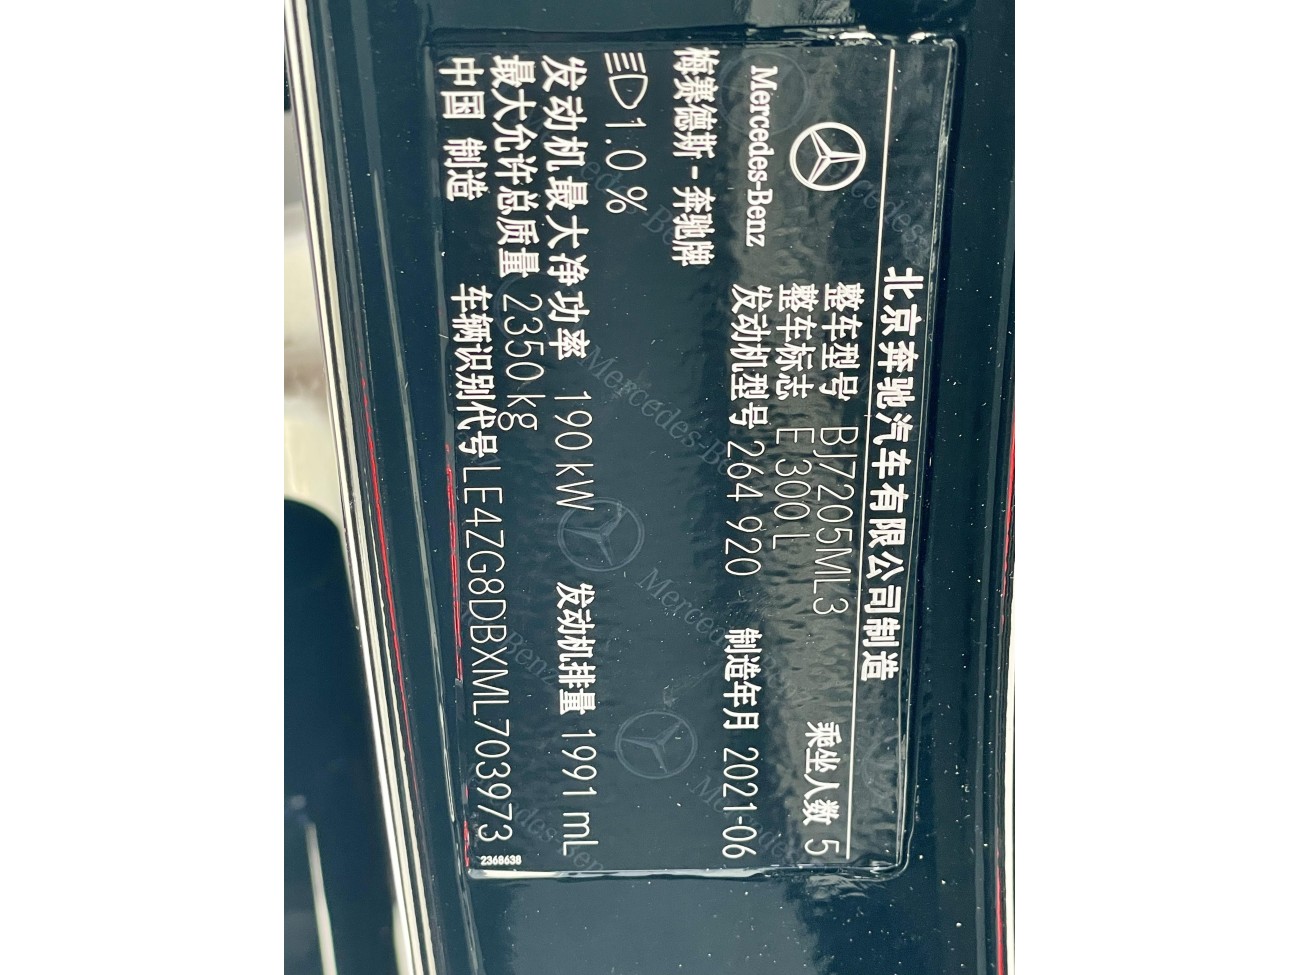 北京奔驰汽车有限公司制造
整车型号 BJ7205ML3 乘坐人数 5
整车标志 E 300 L
Mercedes-Benz
发动机型号 264 920 制造年月 2021-06
梅赛德斯-奔驰牌
1.0 %
发动机最大净功率 190 kW 发动机排量 1991 mL
最大允许总质量 2350 kg
中国 制造 车辆识别代号 LE4ZG8DBXML703973
2368638